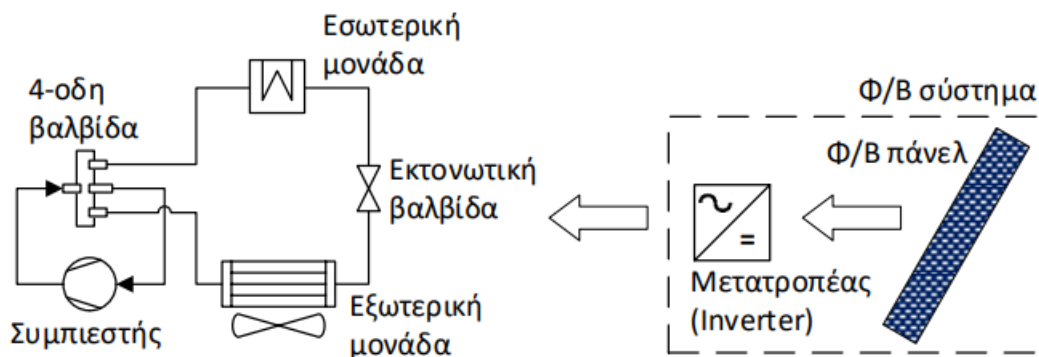 Εσωτερική
μονάδα
4-οδη
βαλβίδα
Εκτονωτική
βαλβίδα
Συμπιεστής
Εξωτερική
μονάδα
Φ/Β σύστημα
Φ/Β πάνελ
=
Μετατροπέας
(Inverter)